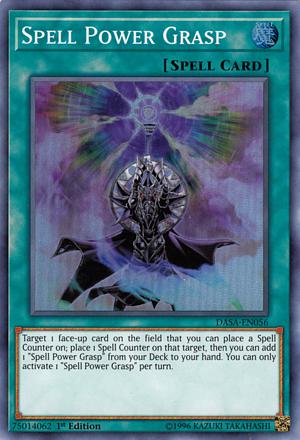 Spell Power Grasp
[Spell Card]
DASA-EN056
Target 1 face-up card on the field that you can place a Spell
Counter on; place 1 Spell Counter on that target, then you can add
1 "Spell Power Grasp" from your Deck to your hand. You can only
activate 1 "Spell Power Grasp" per turn.
75014062 1st Edition ©1996 KAZUKI TAKAHASHI